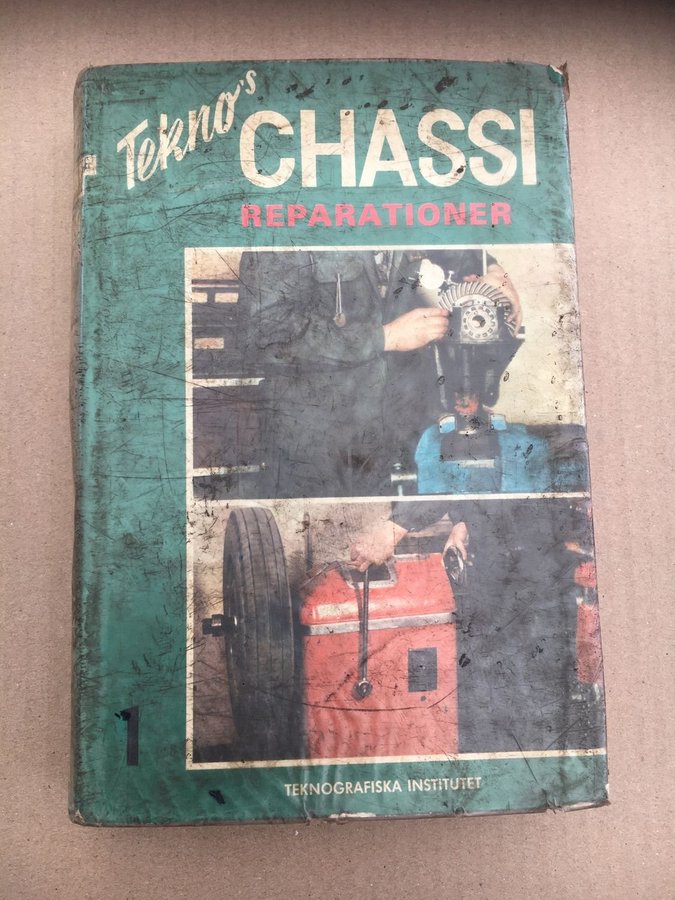 Tekno's
CHASSI
REPARATIONER
1
TEKNOGRAFISKA INSTITUTET